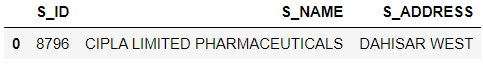 S_ID S_NAME S_ADDRESS
0 8796 CIPLA LIMITED PHARMACEUTICALS DAHISAR WEST